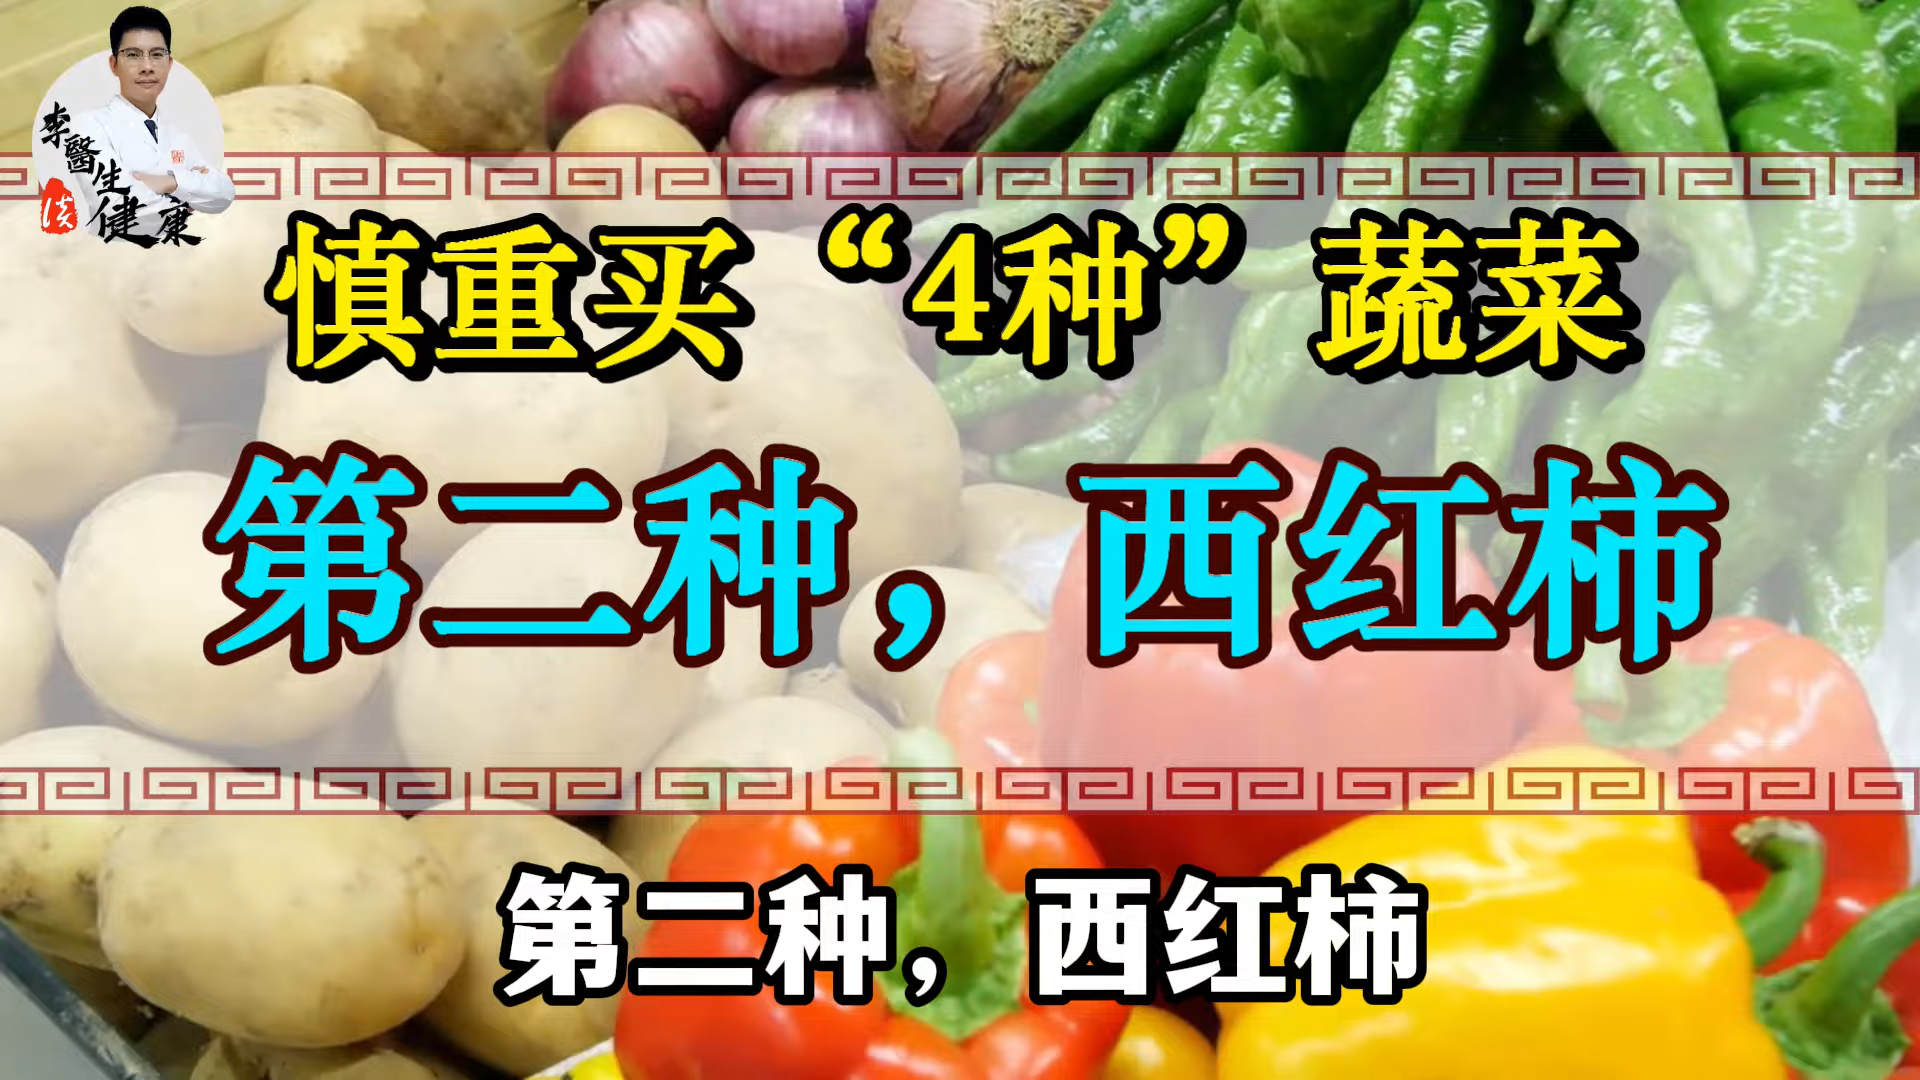 李醫生
谈健康
慎重买“4种”蔬菜
第二种，西红柿
第二种，西红柿